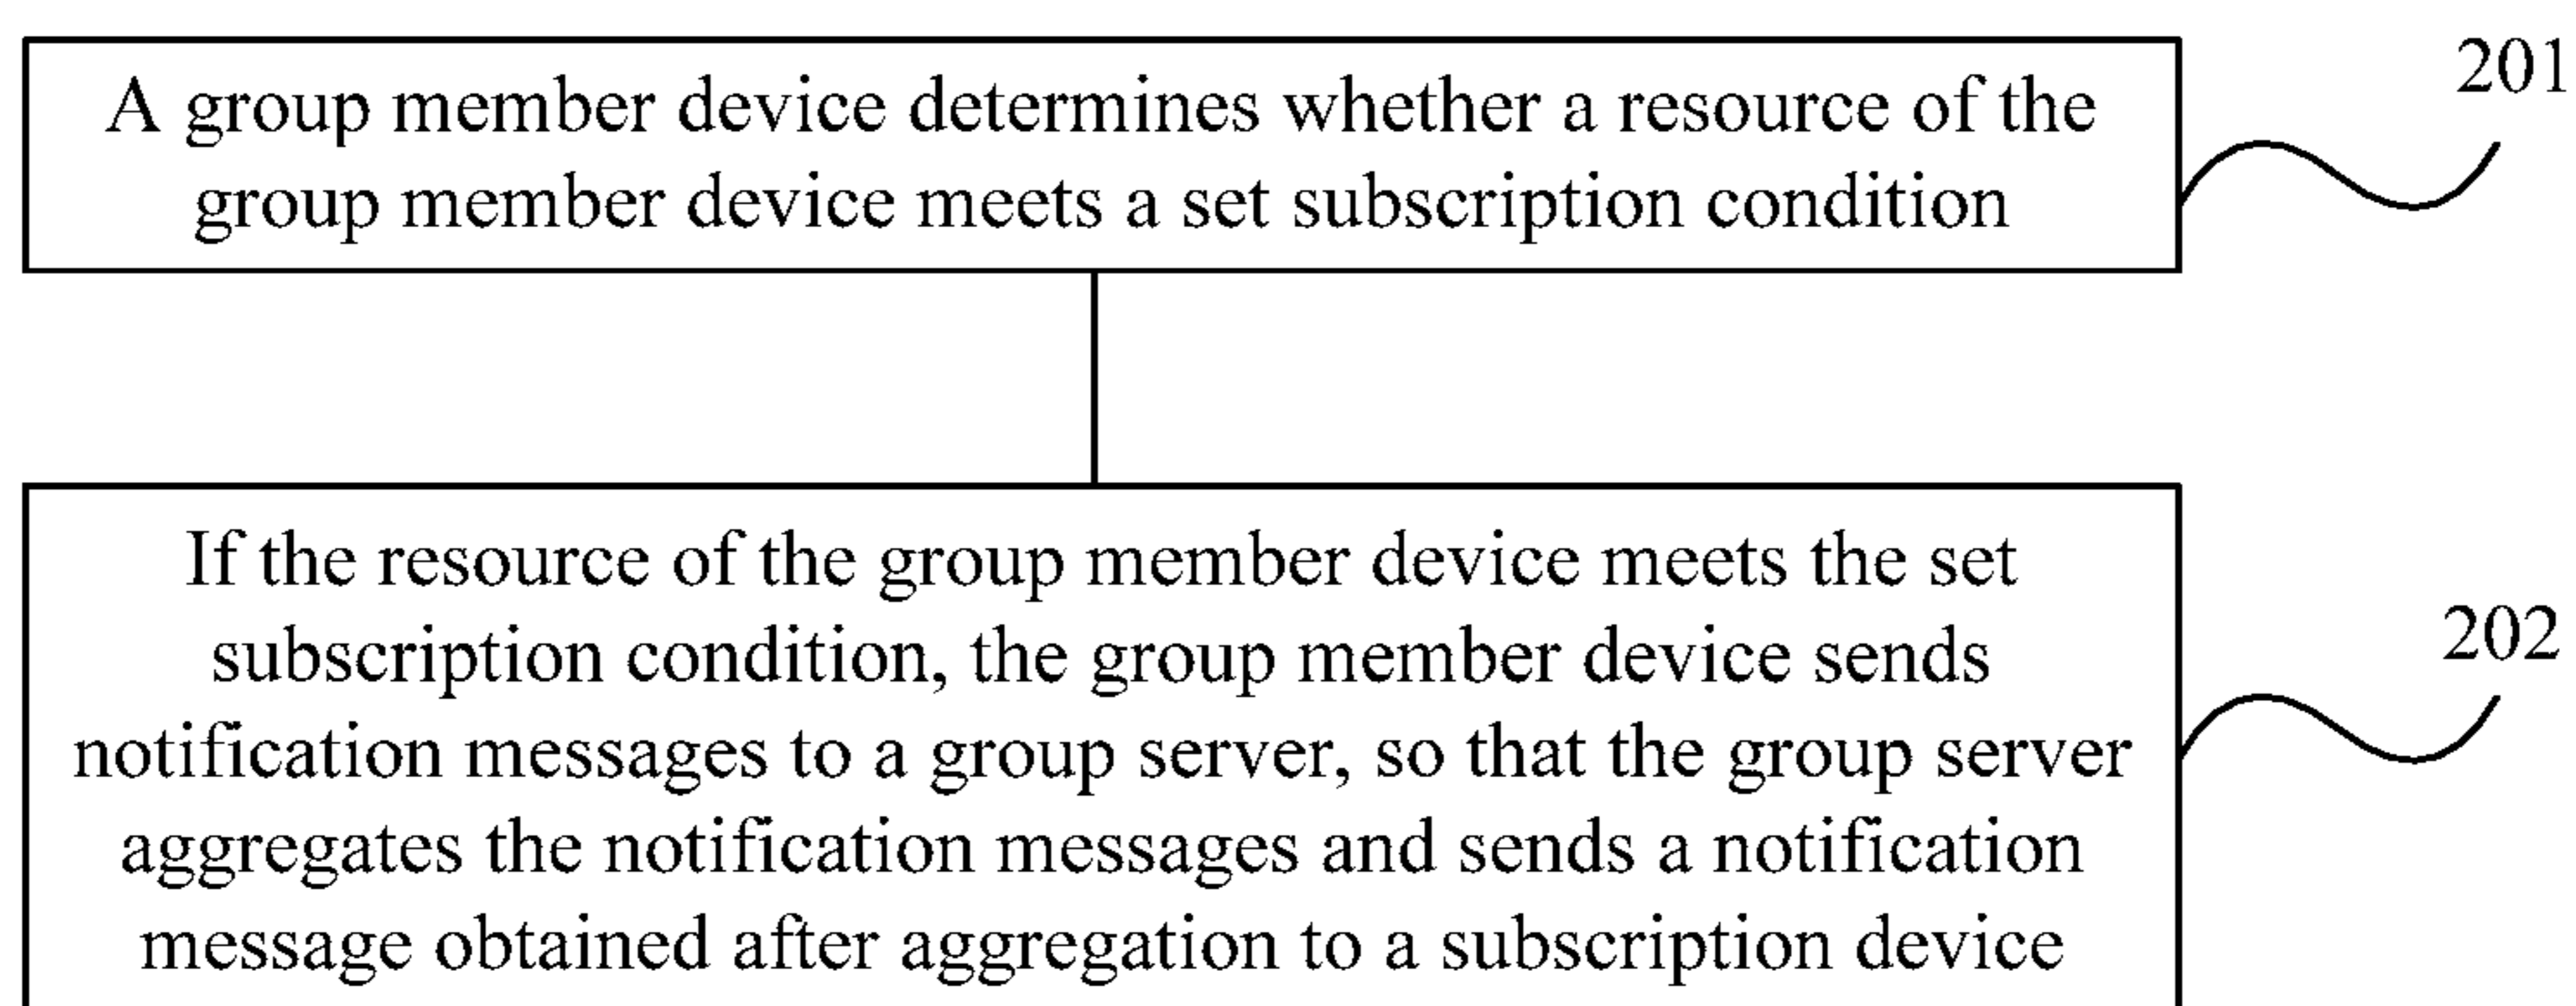 A group member device determines whether a resource of the
group member device meets a set subscription condition
201
If the resource of the group member device meets the set
subscription condition, the group member device sends
notification messages to a group server, so that the group server
aggregates the notification messages and sends a notification
message obtained after aggregation to a subscription device
202